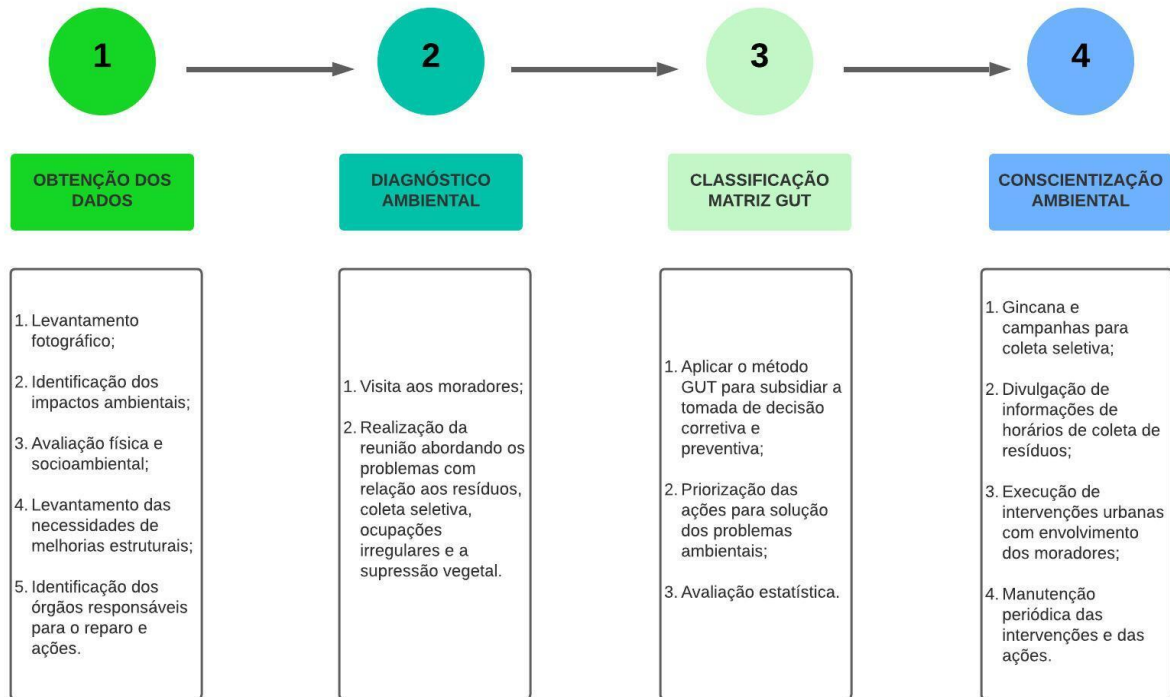 1
2
3
4
OBTENÇÃO DOS
DADOS
DIAGNÓSTICO
AMBIENTAL
CLASSIFICAÇÃO
MATRIZ GUT
CONSCIENTIZAÇÃO
AMBIENTAL
1. Levantamento
fotográfico;
2. Identificação dos
impactos ambientais;
3. Avaliação física e
socioambiental;
4. Levantamento das
necessidades de
melhorias estruturais;
5. Identificação dos
órgãos responsáveis
para o reparo e
ações.
1. Visita aos moradores;
2. Realização da
reunião abordando os
problemas com
relação aos resíduos,
coleta seletiva,
ocupações
irregulares e a
supressão vegetal.
1. Aplicar o método
GUT para subsidiar a
tomada de decisão
corretiva e
preventiva;
2. Priorização das
ações para solução
dos problemas
ambientais;
3. Avaliação estatística.
1. Gincana e
campanhas para
coleta seletiva;
2. Divulgação de
informações de
horários de coleta de
resíduos;
3. Execução de
intervenções urbanas
com envolvimento
dos moradores;
4. Manutenção
periódica das
intervenções e das
ações.